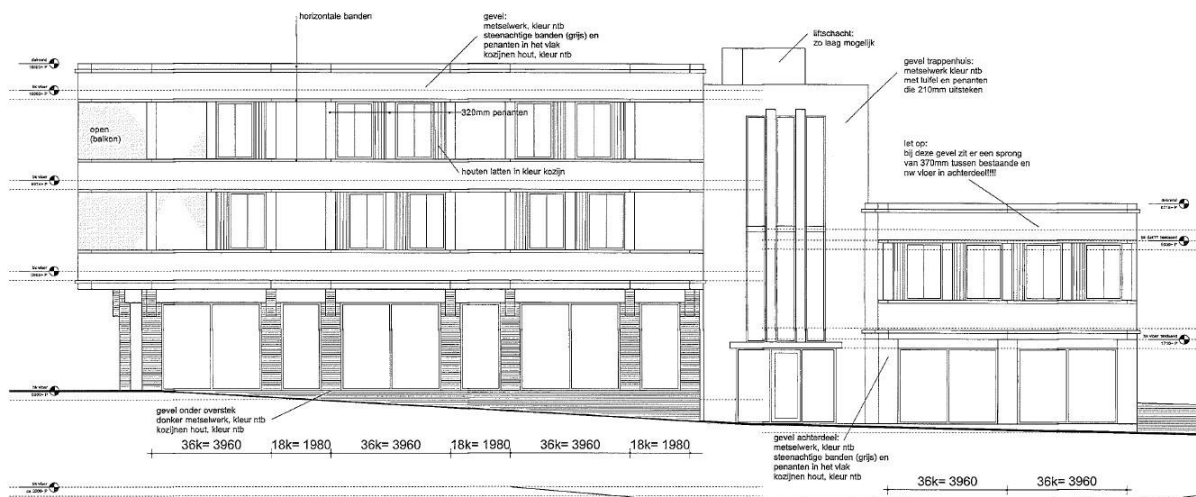 horizontale banden
gevel:
metselwerk, kleur ntb
steenachtige banden (grijs) en
penanten in het vlak
kozijnen hout, kleur ntb
liftschacht:
zo laag mogelijk
gevel trappenhuis:
metselwerk kleur ntb
met luifel en penanten
die 210mm uitsteken
open
(balkon)
320mm penanten
houten latten in kleur kozijn
let op:
bij deze gevel zit er een sprong
van 370mm tussen bestaande en
nw vloer in achterdeel!!!!
gevel onder overstek
donker metselwerk, kleur ntb
kozijnen hout, kleur ntb
gevel achterdeel:
metselwerk, kleur ntb
steenachtige banden (grijs) en
penanten in het vlak
kozijnen hout, kleur ntb
36k= 3960 18k= 1980 36k= 3960 18k= 1980 36k= 3960 18k= 1980
36k= 3960 36k= 3960